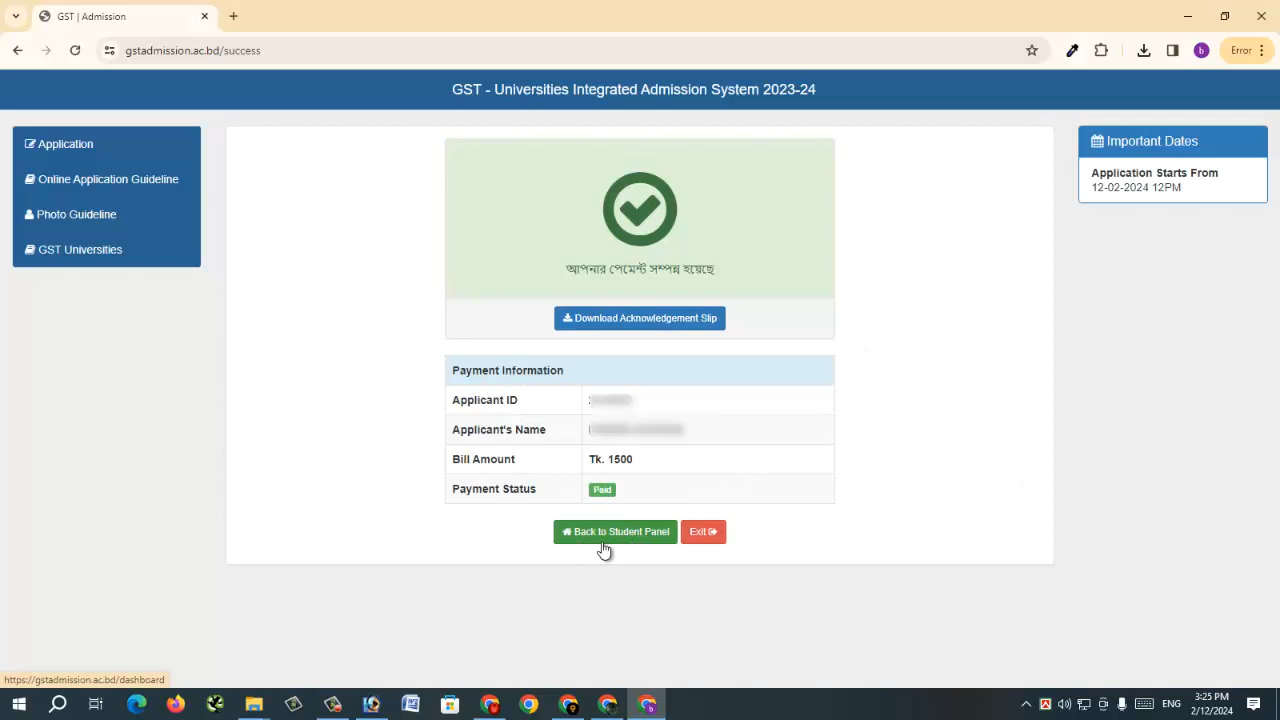 GST | Admission
gstadmission.ac.bd/success
Error
GST - Universities Integrated Admission System 2023-24
Application
Online Application Guideline
Photo Guideline
GST Universities
আপনার পেমেন্ট সম্পন্ন হয়েছে
Download Acknowledgement Slip
Payment Information
Applicant ID
Applicant's Name
Bill Amount Tk. 1500
Payment Status Paid
Back to Student Panel Exit
Important Dates
Application Starts From
12-02-2024 12PM
https://gstadmission.ac.bd/dashboard
ENG
3:25 PM
2/12/2024